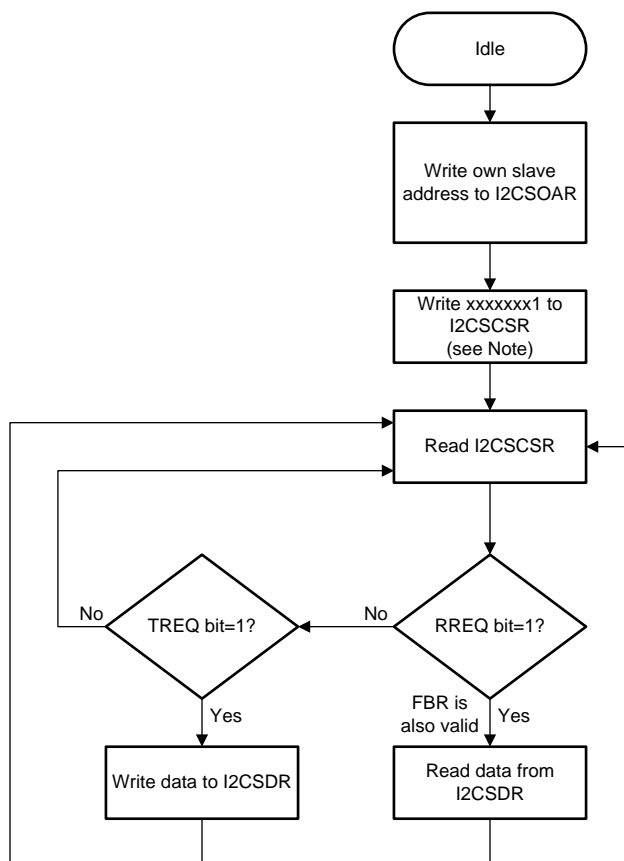 Idle
Write own slave
address to I2CSOAR
Write xxxxxxx1 to
I2CSCSR
(see Note)
Read I2CSCSR
No
TREQ bit=1?
No
RREQ bit=1?
Yes
FBR is
also valid
Yes
Write data to I2CSDR
Read data from
I2CSDR